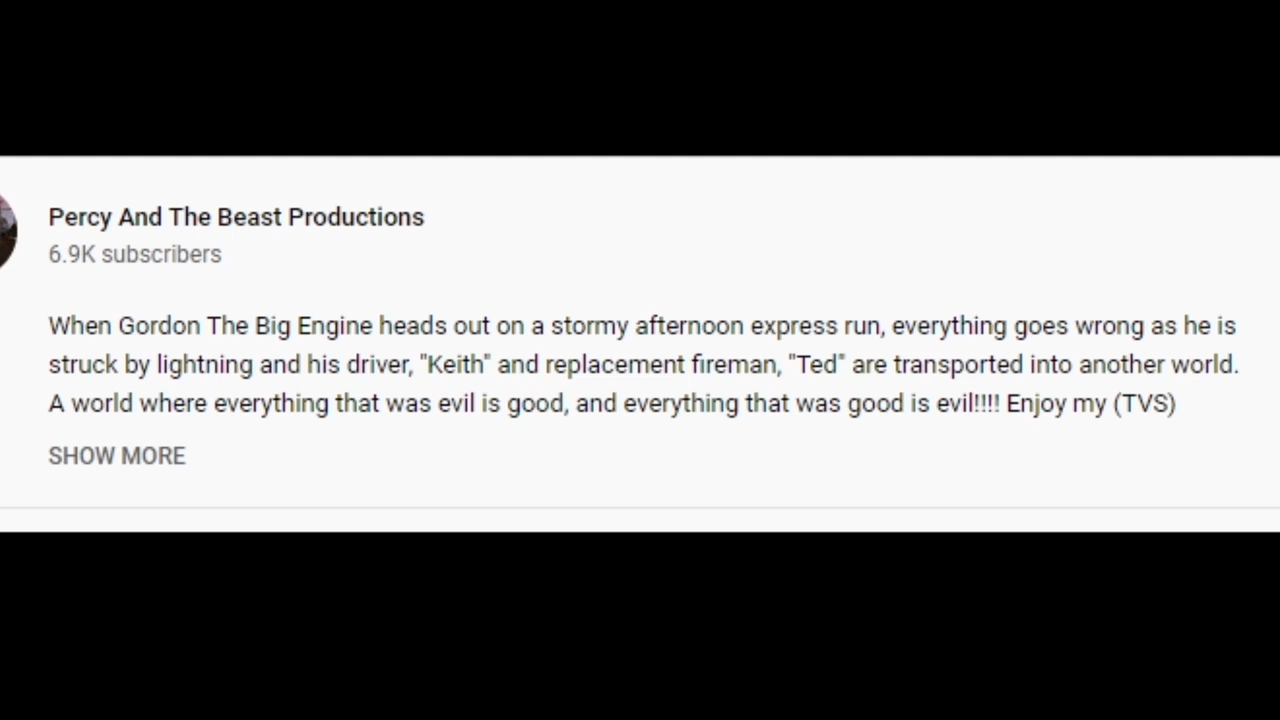 Percy And The Beast Productions
6.9K subscribers
When Gordon The Big Engine heads out on a stormy afternoon express run, everything goes wrong as he is
struck by lightning and his driver, "Keith" and replacement fireman, "Ted" are transported into another world.
A world where everything that was evil is good, and everything that was good is evil!!!! Enjoy my (TVS)
SHOW MORE